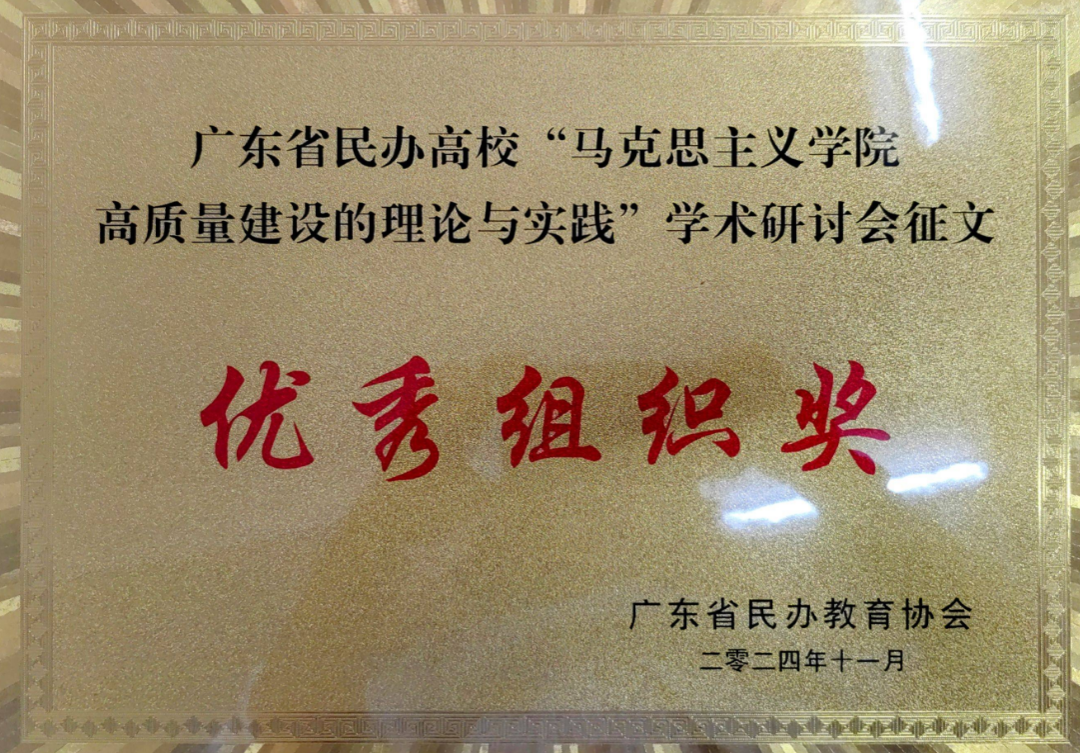 广东省民办高校“马克思主义学院
高质量建设的理论与实践”学术研讨会征文
优秀组织奖
广东省民办教育协会
二零二四年十一月